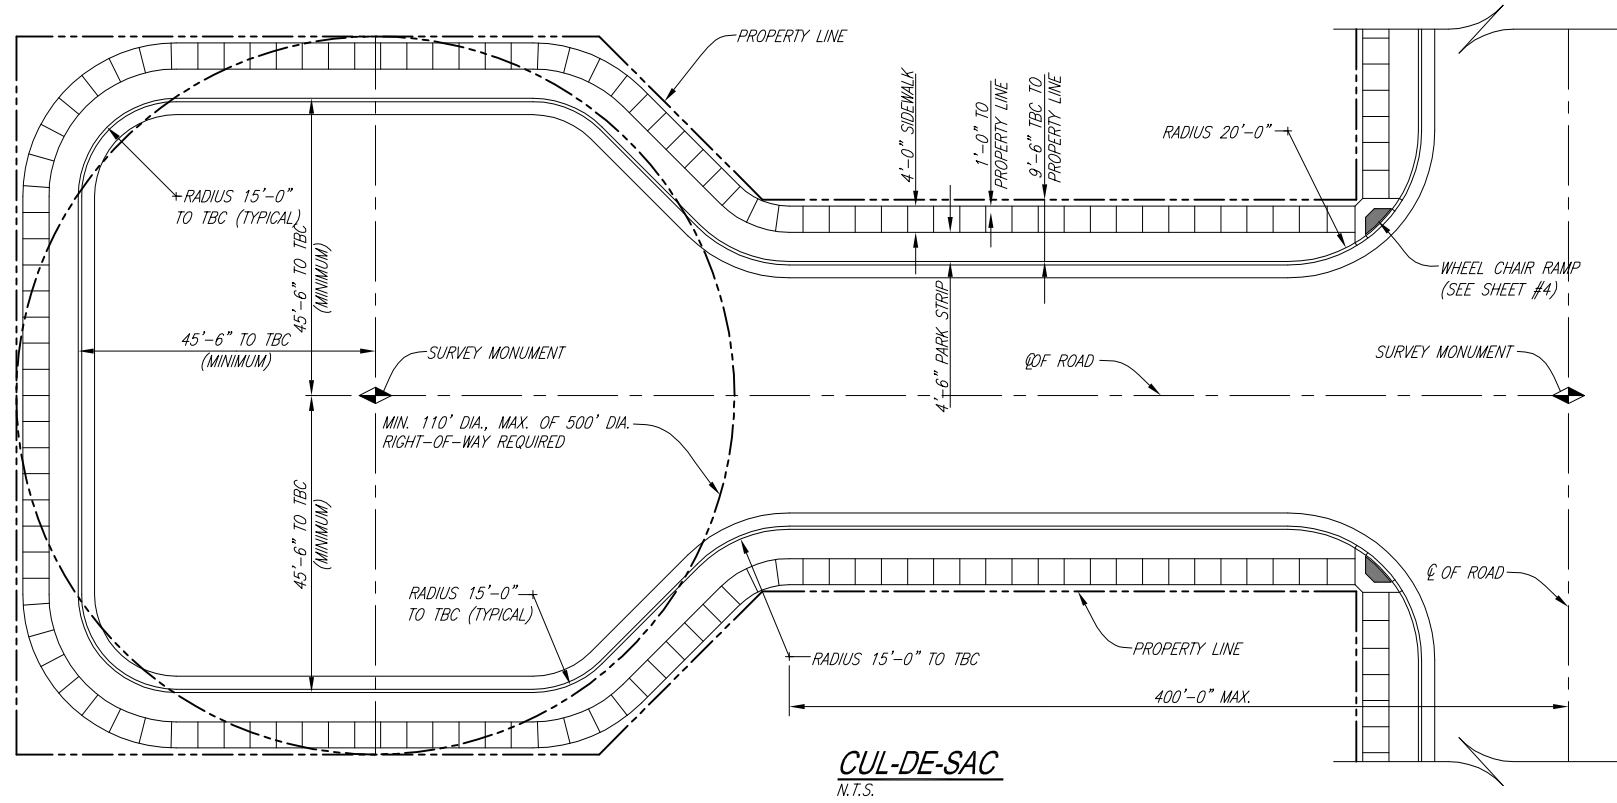 PROPERTY LINE
4'-0" SIDEWALK
1'-0" TO
PROPERTY LINE
9'-6" TBC TO
PROPERTY LINE
RADIUS 20'-0"
RADIUS 15'-0"
TO TBC (TYPICAL)
45'-6" TO TBC
(MINIMUM)
WHEEL CHAIR RAMP
(SEE SHEET #4)
45'-6" TO TBC
(MINIMUM)
SURVEY MONUMENT
4'-6" PARK STRIP
℄ OF ROAD
SURVEY MONUMENT
MIN. 110' DIA., MAX. OF 500' DIA.
RIGHT-OF-WAY REQUIRED
45'-6" TO TBC
(MINIMUM)
℄ OF ROAD
RADIUS 15'-0"
TO TBC (TYPICAL)
RADIUS 15'-0" TO TBC
PROPERTY LINE
400'-0" MAX.
CUL-DE-SAC
N.T.S.